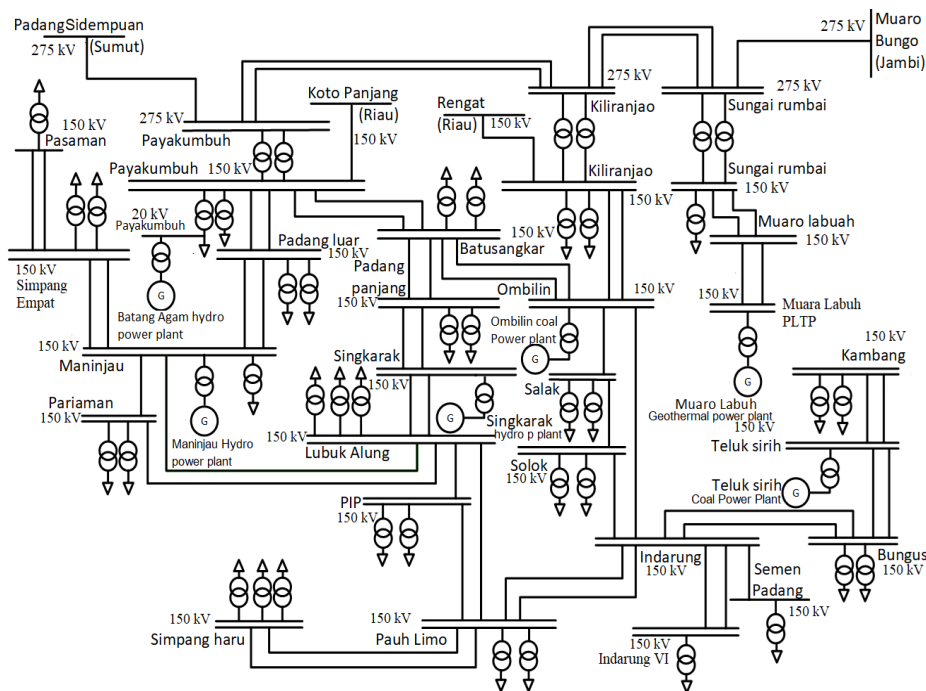 PadangSidempuan
(Sumut)
275 kV
Muaro
Bungo
(Jambi)
275 kV
Koto Panjang
(Riau)
150 kV
Rengat
(Riau)
150 kV
275 kV
Kiliranjao
275 kV
Sungai rumbai
150 kV
Pasaman
275 kV
Payakumbuh
Payakumbuh
150 kV
Kiliranjao
150 kV
Sungai rumbai
150 kV
20 kV
Payakumbuh
Padang luar
150 kV
Batusangkar
150 kV
Muaro labuah
150 kV
150 kV
Simpang
Empat
G
Batang Agam hydro
power plant
Padang
panjang
150 kV
Ombilin
150 kV
Ombilin coal
Power plant
G
150 kV
Muara Labuh
PLTP
G
Muaro Labuh
Geothermal power plant
150 kV
Kambang
150 kV
Maninjau
G
Maninjau Hydro
power plant
Singkarak
150 kV
G
Singkarak
hydro p plant
Salak
Pariaman
150 kV
150 kV
Lubuk Alung
Solok
150 kV
Teluk sirih
G
Teluk sirih
Coal Power Plant
PIP
150 kV
Indarung
150 kV
Bungus
150 kV
Semen
Padang
150 kV
150 kV
Simpang haru
150 kV
Pauh Limo
150 kV
Indarung VI